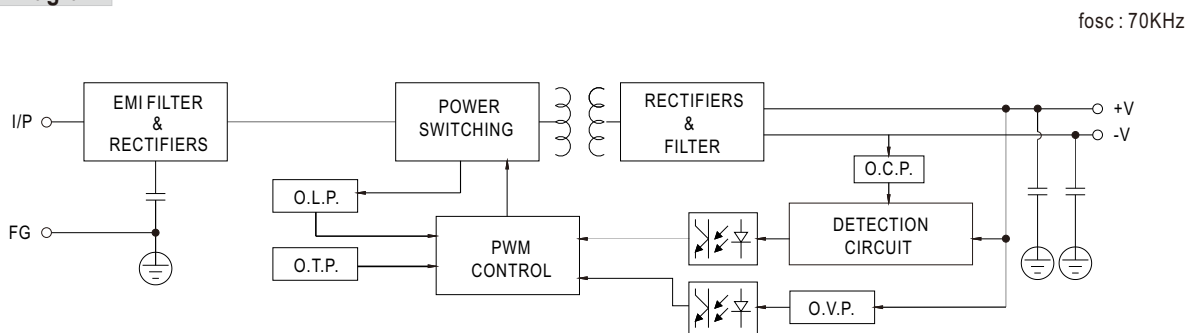 fosc : 70KHz
I/P
EMI FILTER
&
RECTIFIERS
POWER
SWITCHING
RECTIFIERS
&
FILTER
+V
-V
O.C.P.
O.L.P.
FG
PWM
CONTROL
DETECTION
CIRCUIT
O.T.P.
O.V.P.